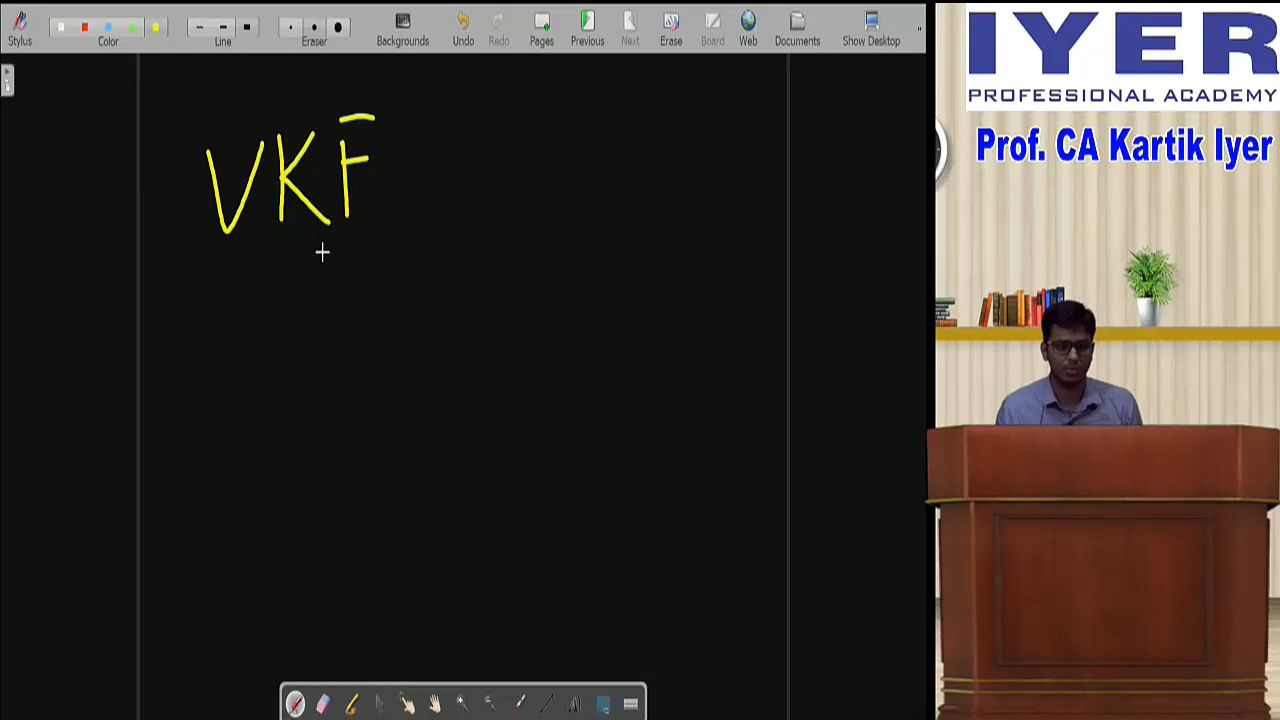 Stylus
Color
Line
Eraser
Backgrounds
Undo
Redo
Pages
Previous
Next
Erase
Board
Web
Documents
Show Desktop
IYER
PROFESSIONAL ACADEMY
Prof. CA Kartik Iyer
VKF